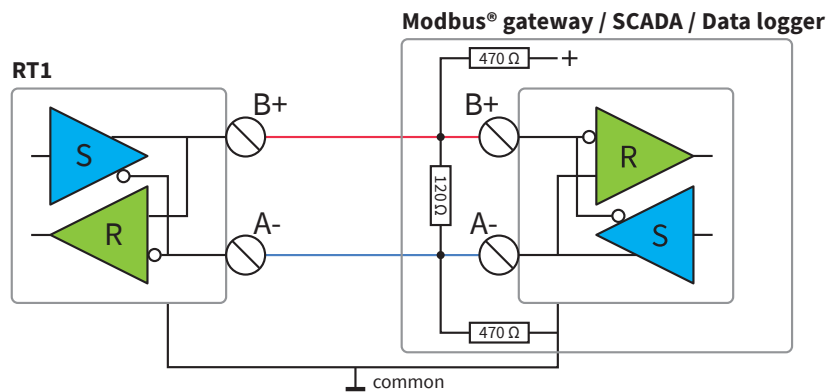 Modbus® gateway / SCADA / Data logger
RT1
470 Ω
+
B+
B+
S
R
120 Ω
R
A-
A-
S
470 Ω
common